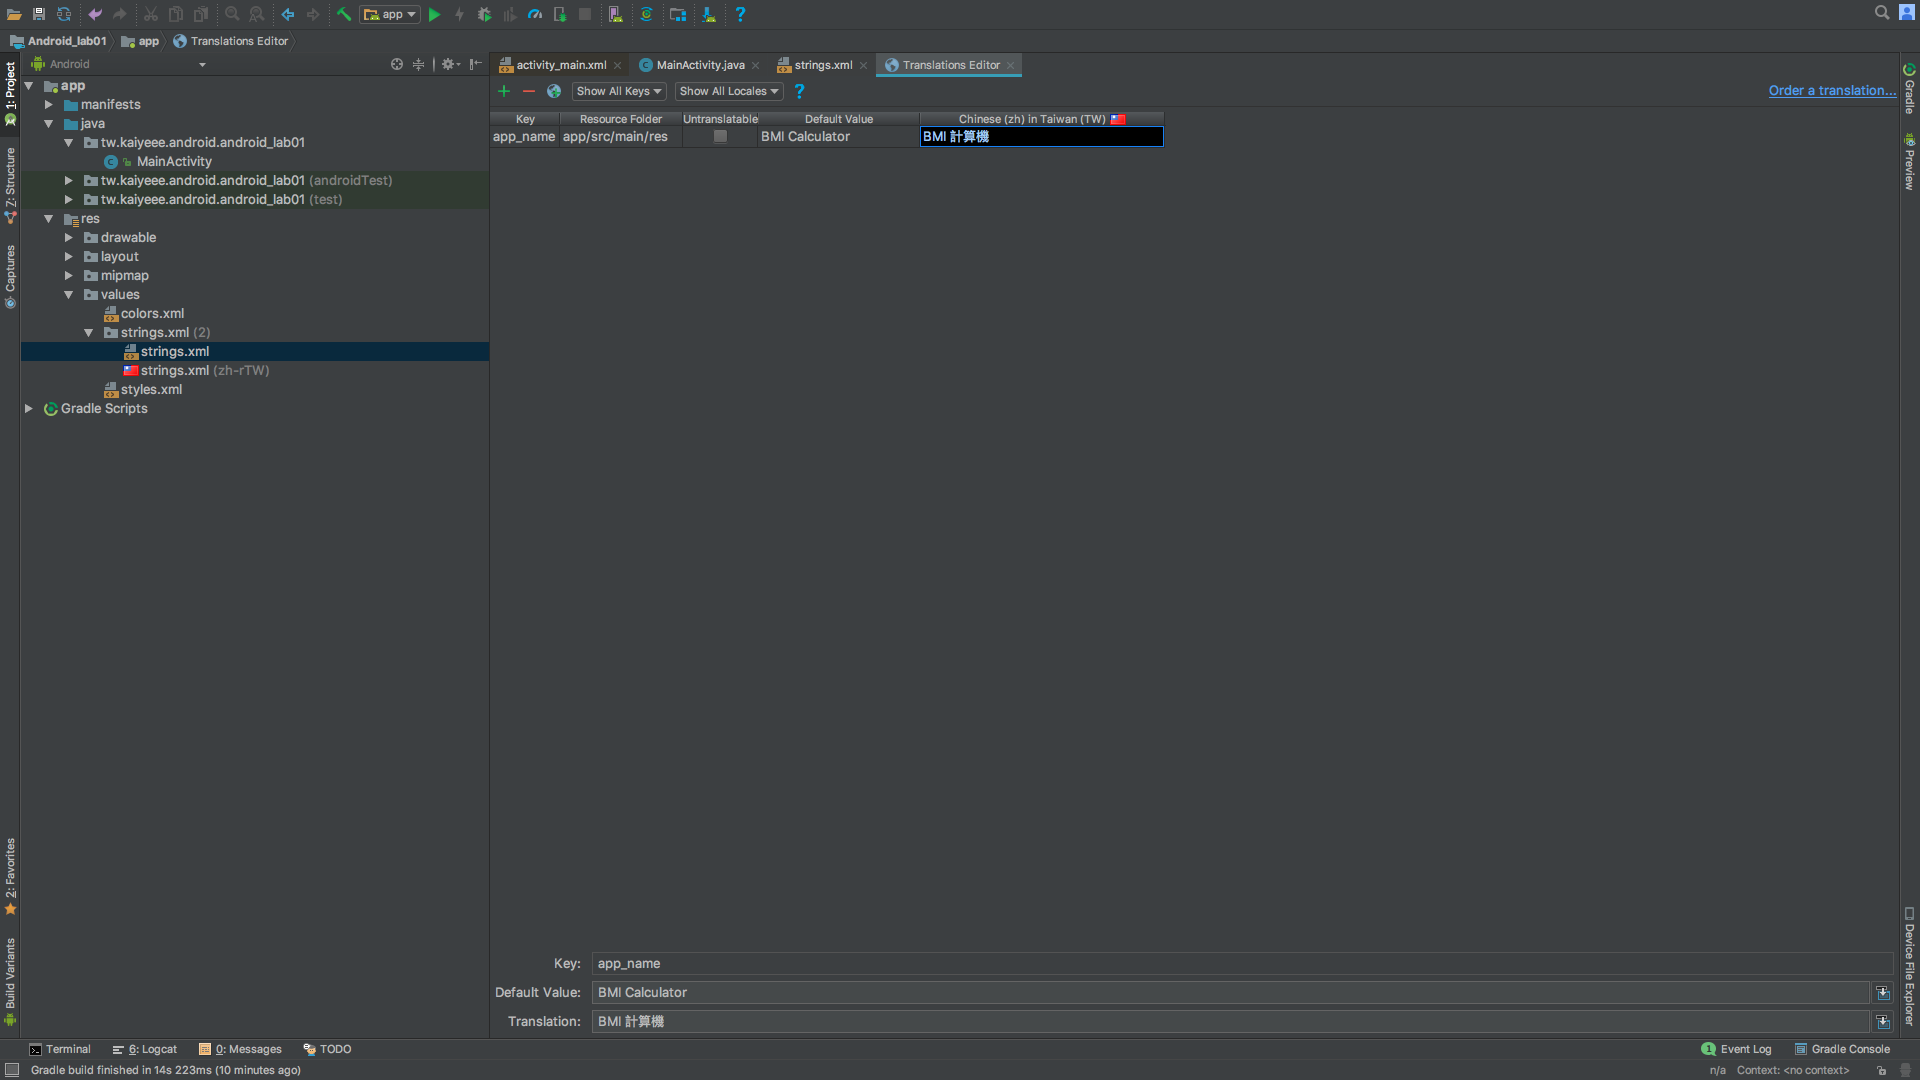 app
Android_lab01
app
Translations Editor
Android
activity_main.xml
MainActivity.java
strings.xml
Translations Editor
Show All Keys
Show All Locales
?
Order a translation...
Key
Resource Folder
Untranslatable
Default Value
Chinese (zh) in Taiwan (TW)
app_name
app/src/main/res
BMI Calculator
BMI 計算機
app
manifests
java
tw.kaiyeee.android.android_lab01
MainActivity
tw.kaiyeee.android.android_lab01 (androidTest)
tw.kaiyeee.android.android_lab01 (test)
res
drawable
layout
mipmap
values
colors.xml
strings.xml (2)
strings.xml
strings.xml (zh-rTW)
styles.xml
Gradle Scripts
1: Project
Z: Structure
Captures
2: Favorites
Build Variants
Gradle
Preview
Device File Explorer
Key: app_name
Default Value: BMI Calculator
Translation: BMI 計算機
Terminal
6: Logcat
0: Messages
TODO
1 Event Log
Gradle Console
Gradle build finished in 14s 223ms (10 minutes ago)
n/a
Context: <no context>